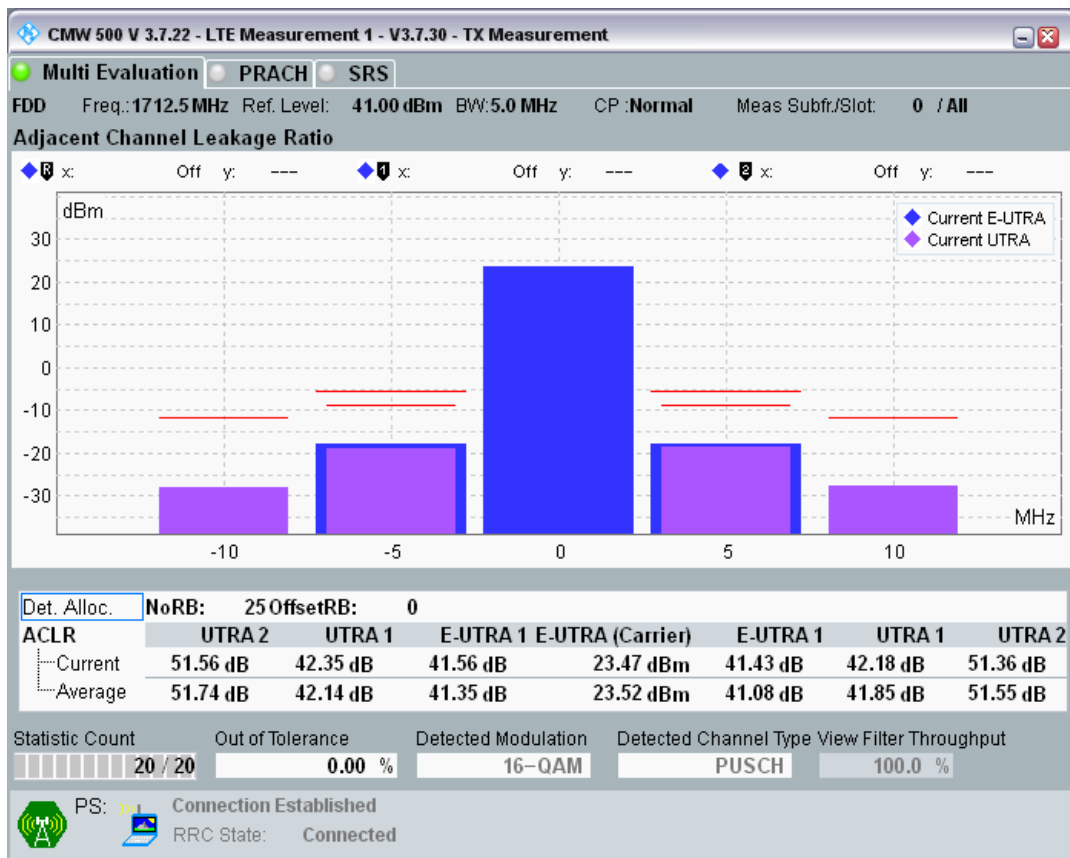 CMW 500 V 3.7.22 - LTE Measurement 1 - V3.7.30 - TX Measurement
Multi Evaluation PRACH SRS
FDD Freq.: 1712.5 MHz Ref. Level: 41.00 dBm BW: 5.0 MHz CP : Normal Meas Subfr./Slot: 0 / All
Adjacent Channel Leakage Ratio
R x: Off y: --- 1 x: Off y: --- 2 x: Off y: ---
dBm
Current E-UTRA
Current UTRA
30
20
10
0
-10
-20
-30
MHz
-10 -5 0 5 10
Det. Alloc. NoRB: 25 OffsetRB: 0
ACLR UTRA 2 UTRA 1 E-UTRA 1 E-UTRA (Carrier) E-UTRA 1 UTRA 1 UTRA 2
Current 51.56 dB 42.35 dB 41.56 dB 23.47 dBm 41.43 dB 42.18 dB 51.36 dB
Average 51.74 dB 42.14 dB 41.35 dB 23.52 dBm 41.08 dB 41.85 dB 51.55 dB
Statistic Count Out of Tolerance Detected Modulation Detected Channel Type View Filter Throughput
20 / 20 0.00 % 16-QAM PUSCH 100.0 %
PS: Connection Established
RRC State: Connected